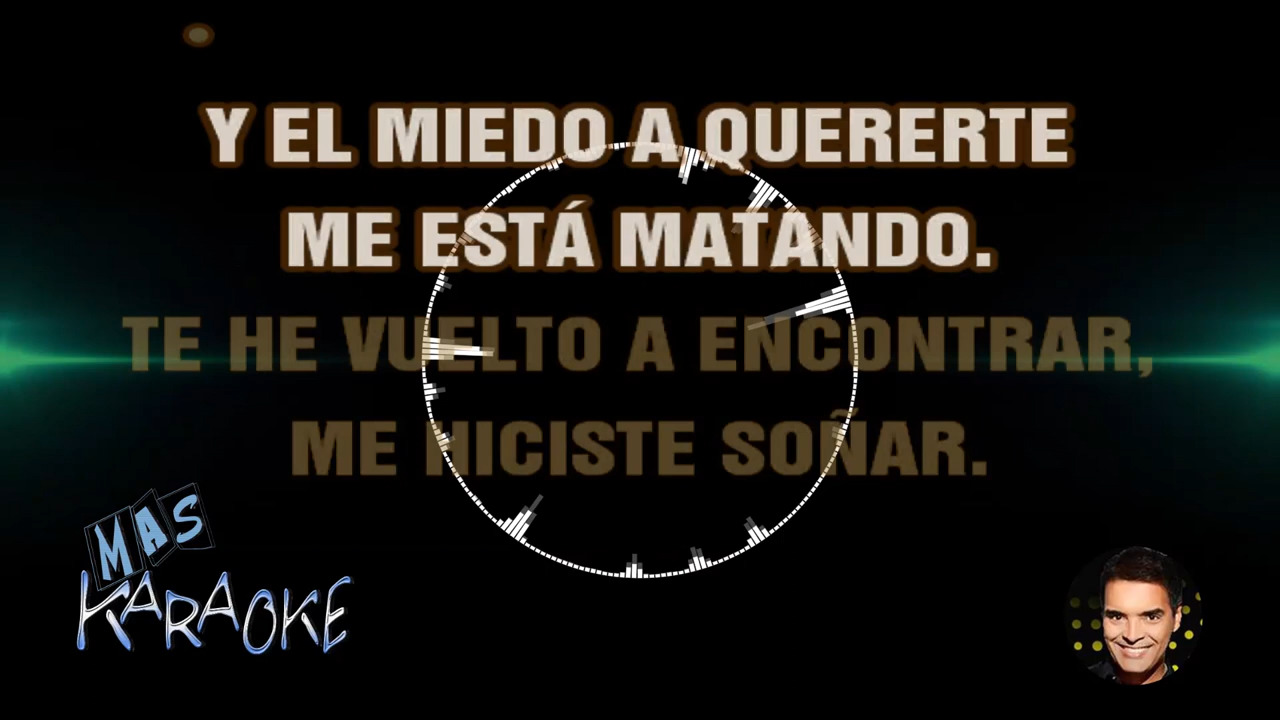 Y EL MIEDO A QUERERTE
ME ESTÁ MATANDO.
TE HE VUELTO A ENCONTRAR,
ME HICISTE SOÑAR.
MAS
KARAOKE